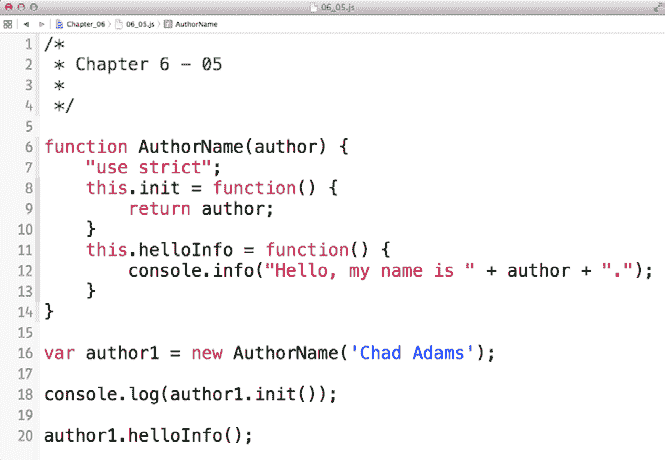 06_05.js
Chapter_06 〉 06_05.js 〉 AuthorName
1 /*
2  * Chapter 6 - 05
3  *
4  */
5
6 function AuthorName(author) {
7     "use strict";
8     this.init = function() {
9         return author;
10     }
11     this.helloInfo = function() {
12         console.info("Hello, my name is " + author + ".");
13     }
14 }
15
16 var author1 = new AuthorName('Chad Adams');
17
18 console.log(author1.init());
19
20 author1.helloInfo();